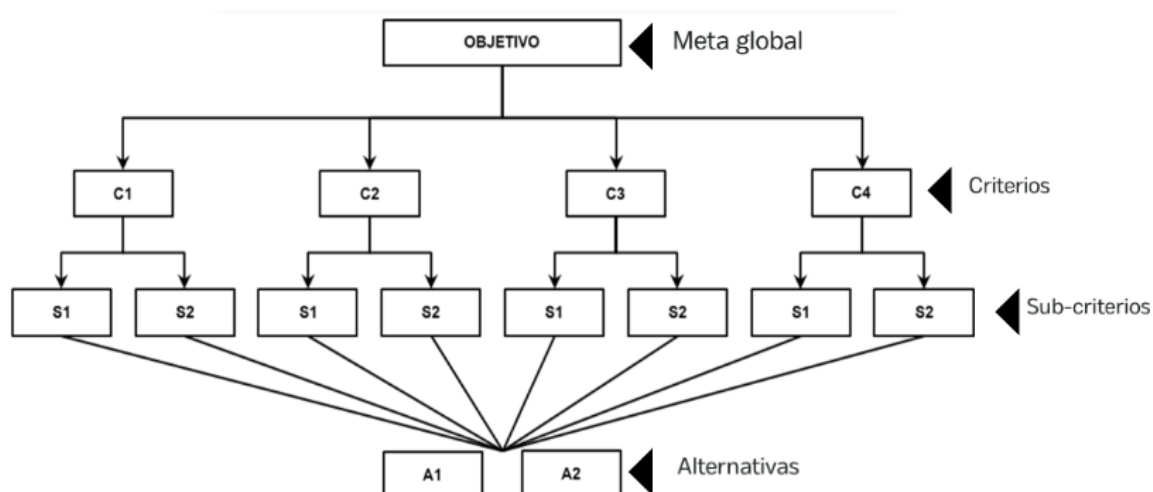 OBJETIVO
Meta global
C1
C2
C3
C4
Criterios
S1
S2
S1
S2
S1
S2
S1
S2
Sub-criterios
A1
A2
Alternativas